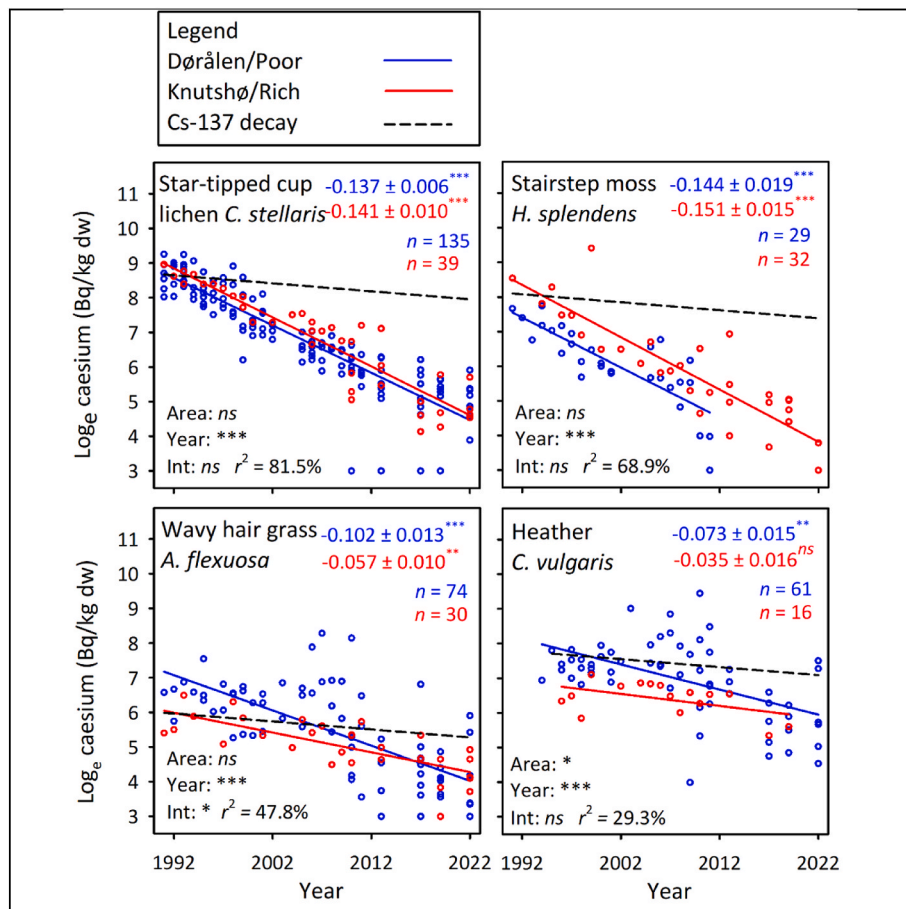 Legend
Dørålen/Poor
Knutshø/Rich
Cs-137 decay
Star-tipped cup
lichen C. stellaris
-0.137 ± 0.006***
-0.141 ± 0.010***
n = 135
n = 39
Area: ns
Year: ***
Int: ns r² = 81.5%
Stairstep moss
H. splendens
-0.144 ± 0.019***
-0.151 ± 0.015***
n = 29
n = 32
Area: ns
Year: ***
Int: ns r² = 68.9%
Logₑ caesium (Bq/kg dw)
11
10
9
8
7
6
5
4
3
Wavy hair grass
A. flexuosa
-0.102 ± 0.013***
-0.057 ± 0.010**
n = 74
n = 30
Area: ns
Year: ***
Int: * r² = 47.8%
Heather
C. vulgaris
-0.073 ± 0.015**
-0.035 ± 0.016ns
n = 61
n = 16
Area: *
Year: ***
Int: ns r² = 29.3%
Logₑ caesium (Bq/kg dw)
11
10
9
8
7
6
5
4
3
1992 2002 2012 2022
Year
1992 2002 2012 2022
Year